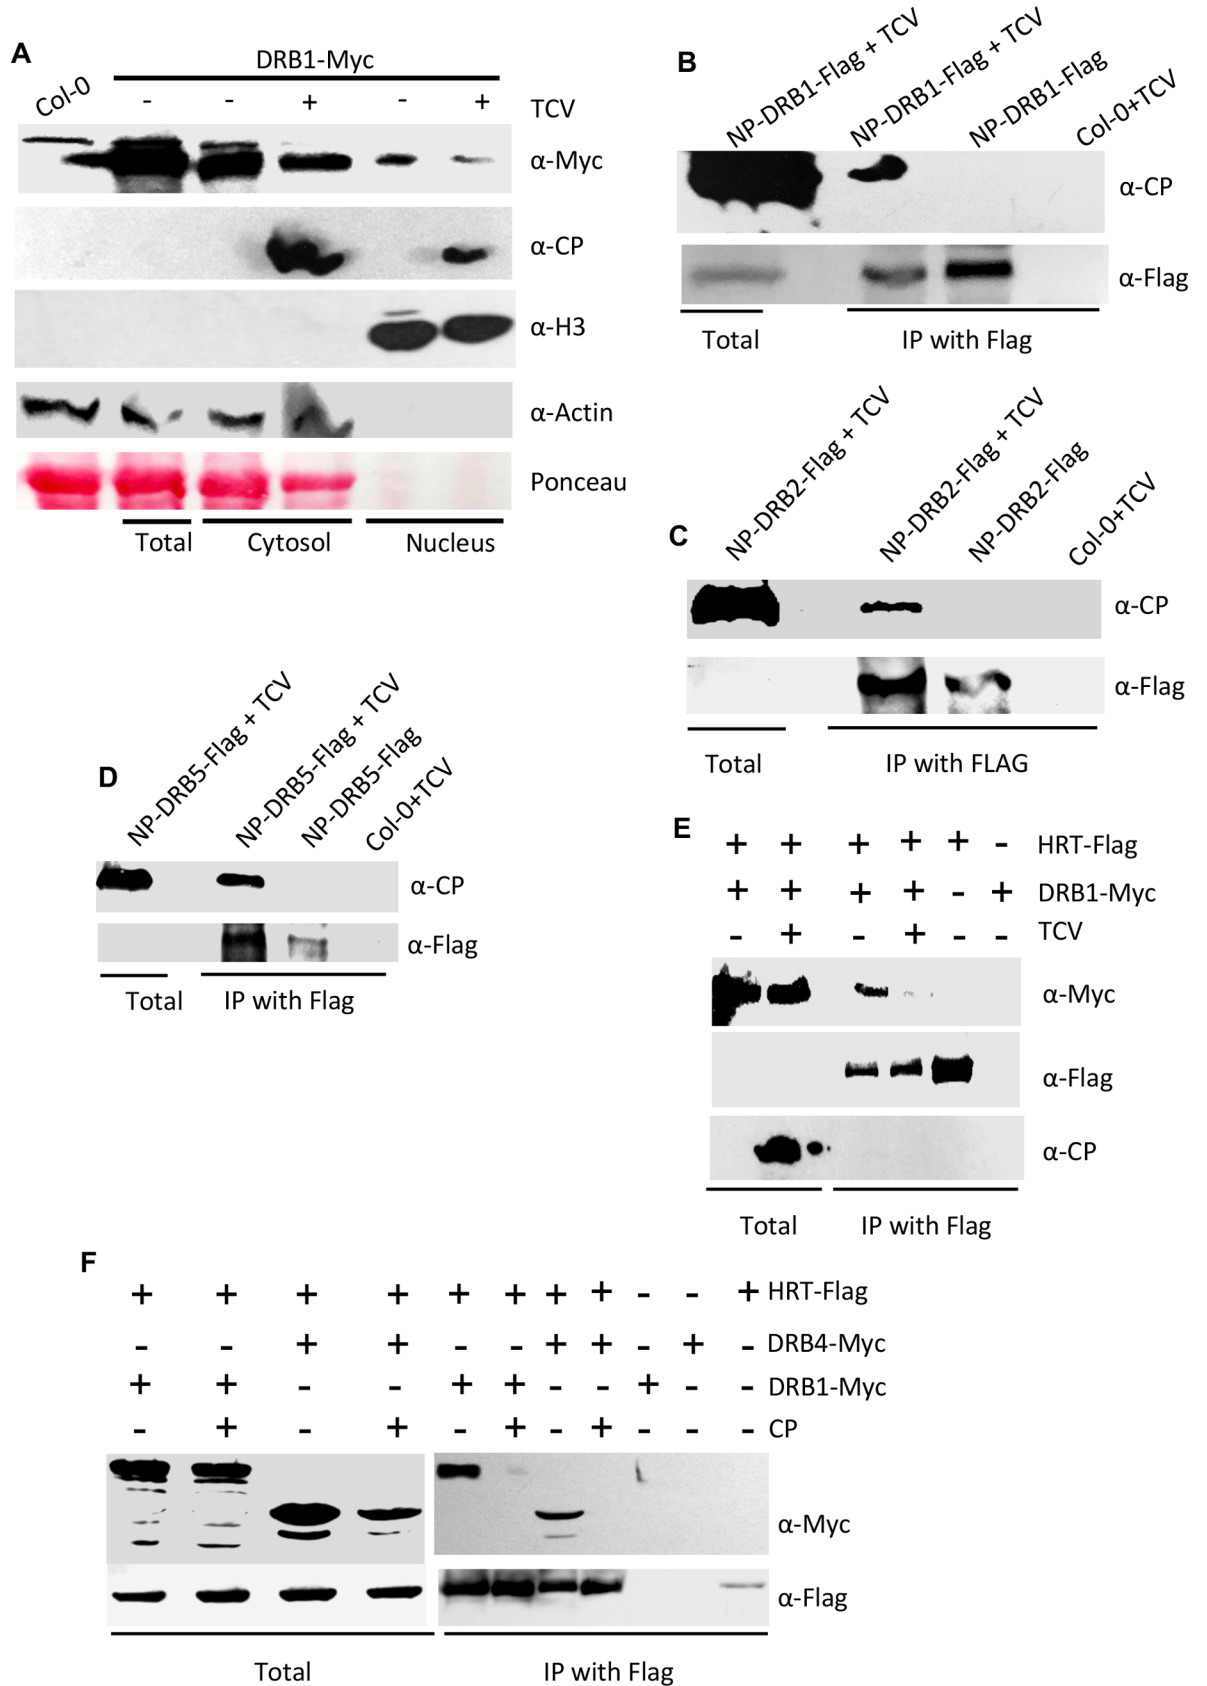 A
DRB1-Myc
Col-0 - - + - + TCV
α-Myc
α-CP
α-H3
α-Actin
Ponceau
Total Cytosol Nucleus
B
NP-DRB1-Flag + TCV
NP-DRB1-Flag + TCV
NP-DRB1-Flag
Col-0+TCV
α-CP
α-Flag
Total IP with Flag
C
NP-DRB2-Flag + TCV
NP-DRB2-Flag + TCV
NP-DRB2-Flag
Col-0+TCV
α-CP
α-Flag
Total IP with FLAG
D
NP-DRB5-Flag + TCV
NP-DRB5-Flag + TCV
NP-DRB5-Flag
Col-0+TCV
α-CP
α-Flag
Total IP with Flag
E
+ + + + + - HRT-Flag
+ + + + - + DRB1-Myc
- + - + - - TCV
α-Myc
α-Flag
α-CP
Total IP with Flag
F
+ + + + + + + + - - + HRT-Flag
- - + + - - + + - + - DRB4-Myc
+ + - - + + - - + - - DRB1-Myc
- + - + - + - + - - - CP
α-Myc
α-Flag
Total IP with Flag